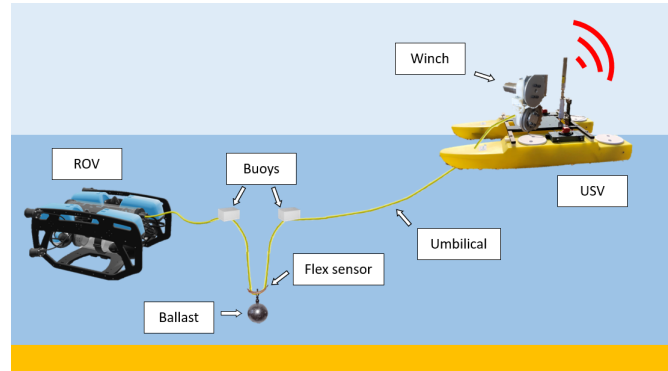 Winch
ROV
Buoys
USV
Umbilical
Flex sensor
Ballast